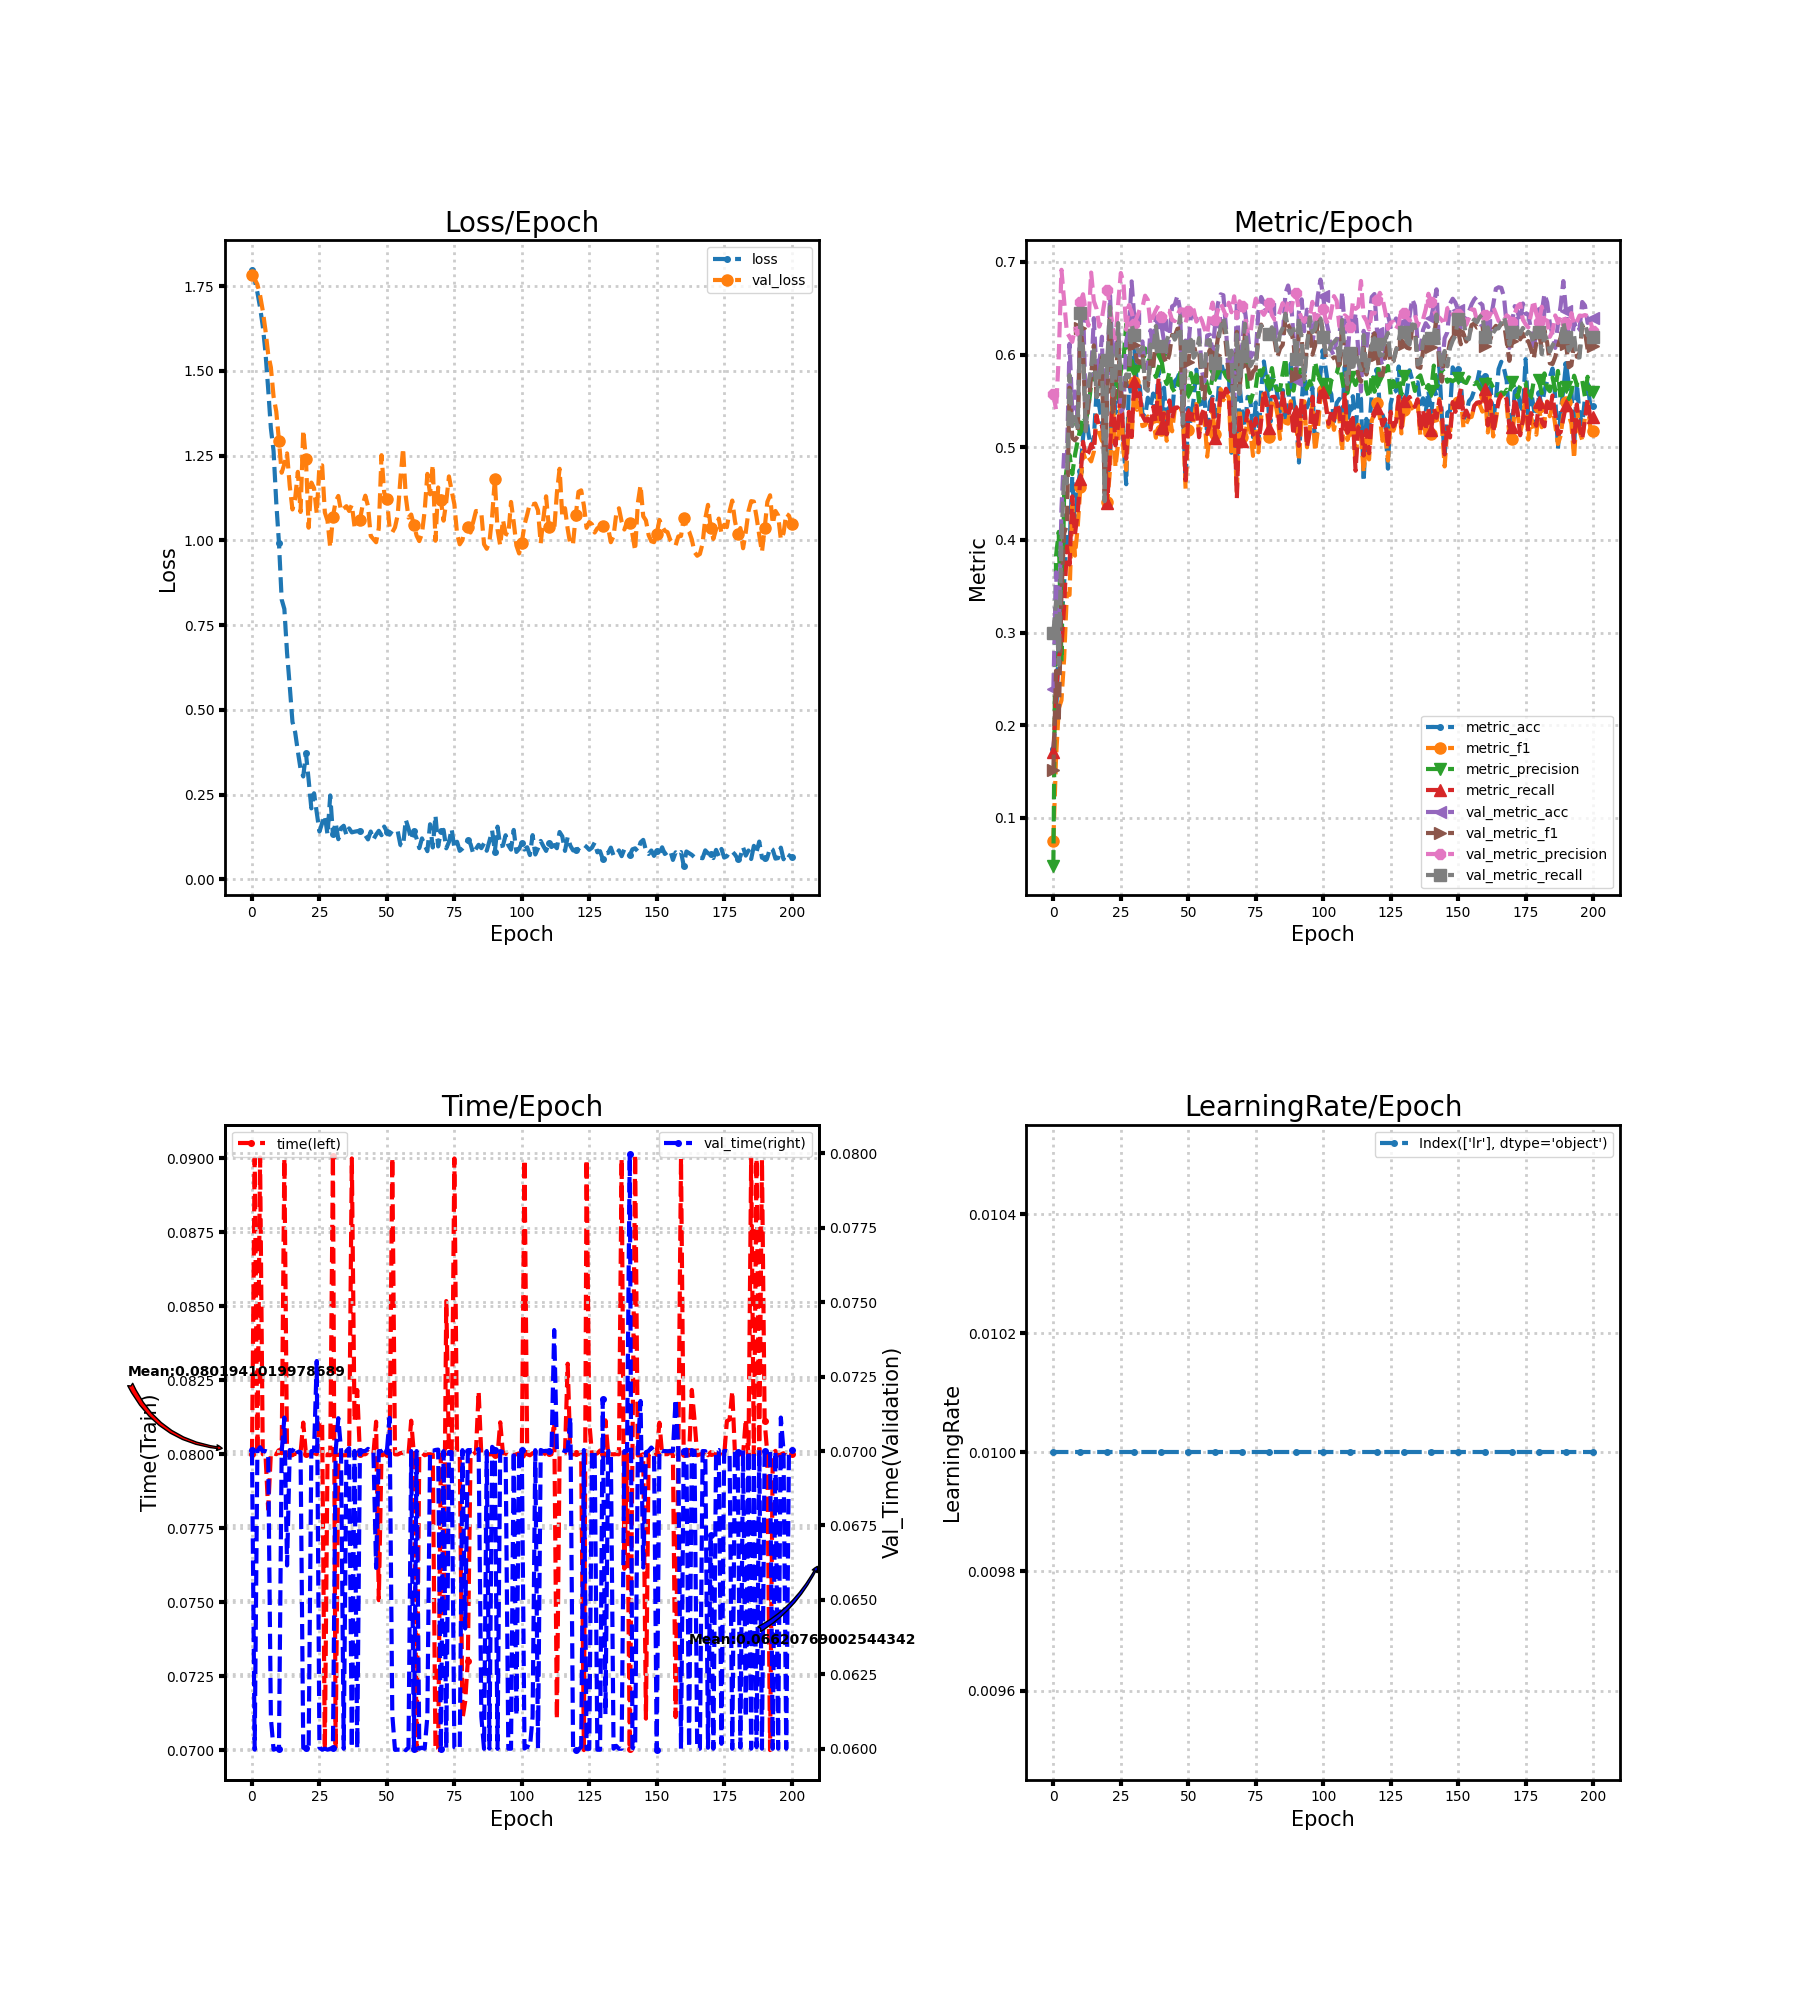 Loss/Epoch
loss
val_loss
1.75
1.50
1.25
1.00
0.75
0.50
0.25
0.00
Loss
0 25 50 75 100 125 150 175 200
Epoch
Metric/Epoch
0.7
0.6
0.5
0.4
0.3
0.2
0.1
Metric
metric_acc
metric_f1
metric_precision
metric_recall
val_metric_acc
val_metric_f1
val_metric_precision
val_metric_recall
0 25 50 75 100 125 150 175 200
Epoch
Time/Epoch
time(left)
val_time(right)
0.0900
0.0875
0.0850
0.0825
0.0800
0.0775
0.0750
0.0725
0.0700
Time(Train)
Mean:0.0801941019978689
0.0800
0.0775
0.0750
0.0725
0.0700
0.0675
0.0650
0.0625
0.0600
Val_Time(Validation)
Mean:0.06620769002544342
0 25 50 75 100 125 150 175 200
Epoch
LearningRate/Epoch
Index(['lr'], dtype='object')
0.0104
0.0102
0.0100
0.0098
0.0096
LearningRate
0 25 50 75 100 125 150 175 200
Epoch